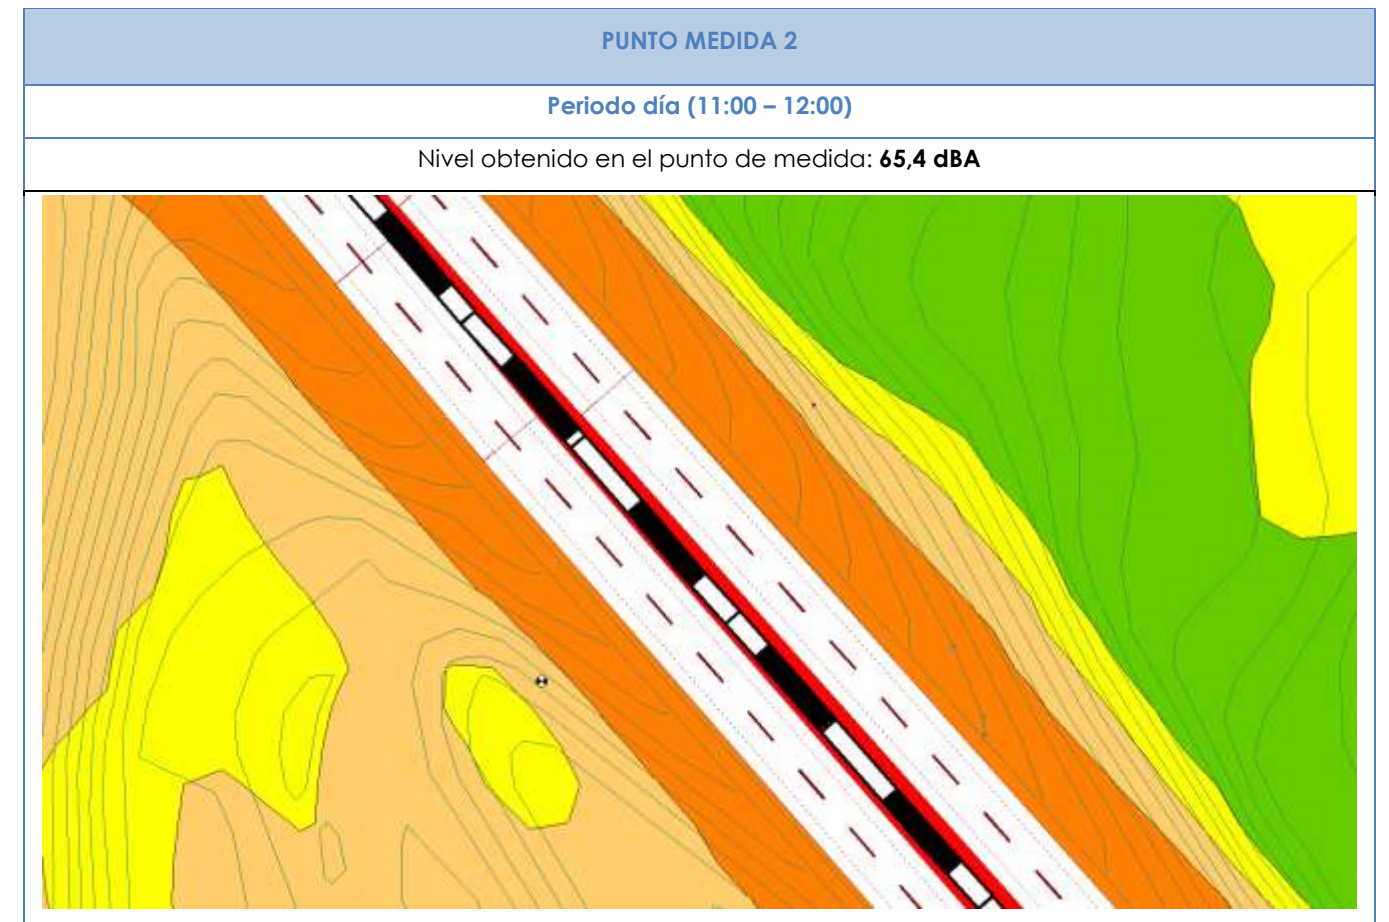 PUNTO MEDIDA 2
Periodo día (11:00 – 12:00)
Nivel obtenido en el punto de medida: 65,4 dBA